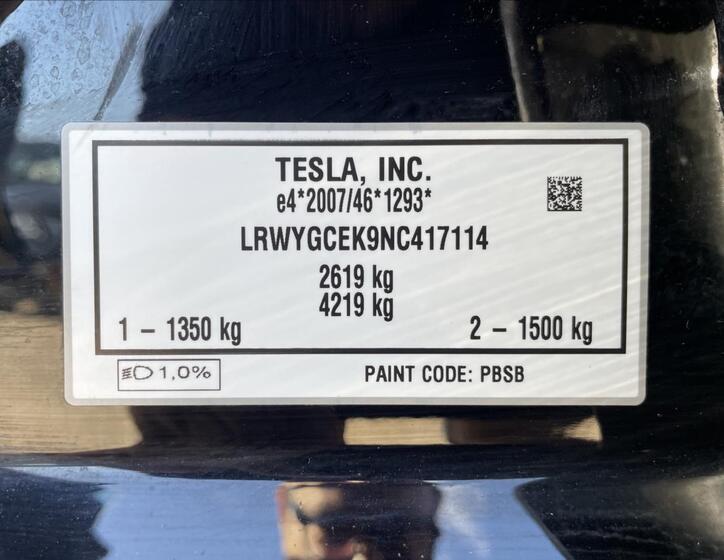 TESLA, INC.
e4*2007/46*1293*
LRWYGCEK9NC417114
2619 kg
4219 kg
1 – 1350 kg
2 – 1500 kg
1,0%
PAINT CODE: PBSB